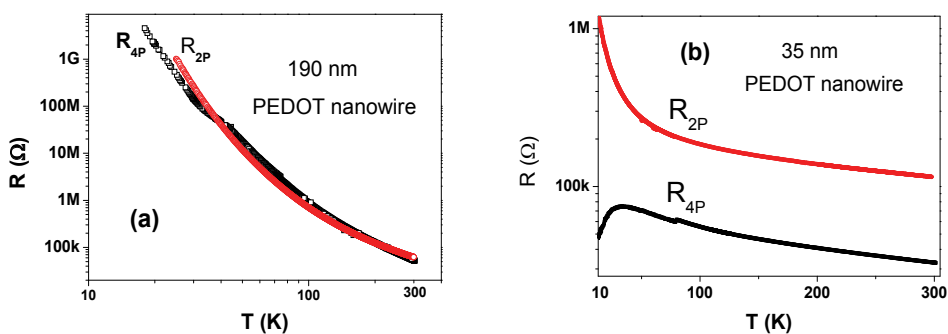 R4P
R2P
190 nm
PEDOT nanowire
(a)
1G
100M
10M
1M
100k
R (Ω)
10
100
300
T (K)
(b)
35 nm
PEDOT nanowire
R2P
R4P
1M
100k
R (Ω)
10
100
200
300
T (K)